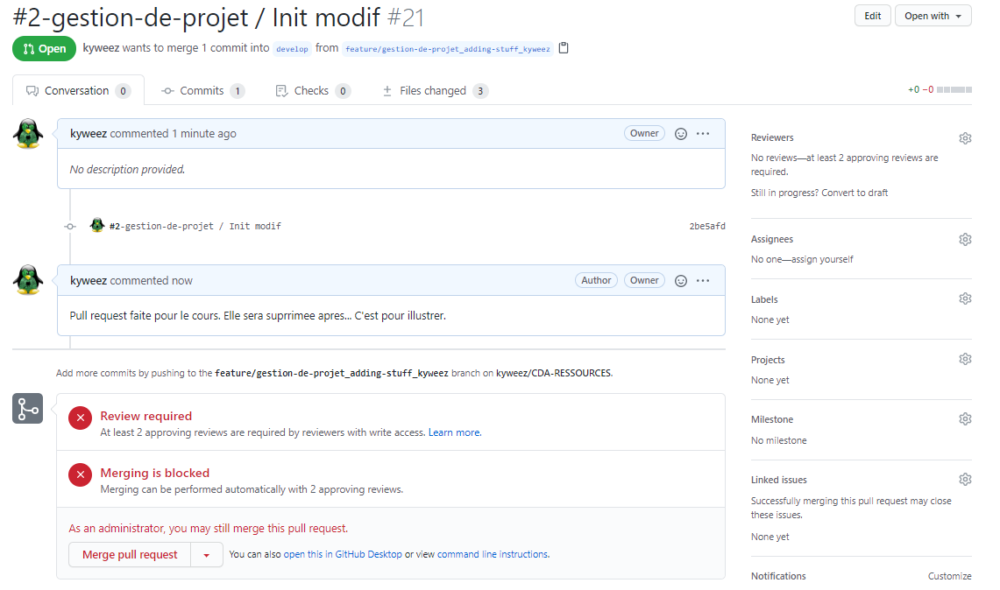 #2-gestion-de-projet / Init modif #21
Edit
Open with
Open
kyweez wants to merge 1 commit into develop from feature/gestion-de-projet_adding-stuff_kyweez
Conversation 0
Commits 1
Checks 0
Files changed 3
+0 −0
kyweez commented 1 minute ago
Owner
No description provided.
#2-gestion-de-projet / Init modif
2be5afd
kyweez commented now
Author
Owner
Pull request faite pour le cours. Elle sera suprrimee apres... C'est pour illustrer.
Add more commits by pushing to the feature/gestion-de-projet_adding-stuff_kyweez branch on kyweez/CDA-RESSOURCES.
Review required
At least 2 approving reviews are required by reviewers with write access. Learn more.
Merging is blocked
Merging can be performed automatically with 2 approving reviews.
As an administrator, you may still merge this pull request.
Merge pull request
You can also open this in GitHub Desktop or view command line instructions.
Reviewers
No reviews—at least 2 approving reviews are
required.
Still in progress? Convert to draft
Assignees
No one—assign yourself
Labels
None yet
Projects
None yet
Milestone
No milestone
Linked issues
Successfully merging this pull request may close
these issues.
None yet
Notifications
Customize